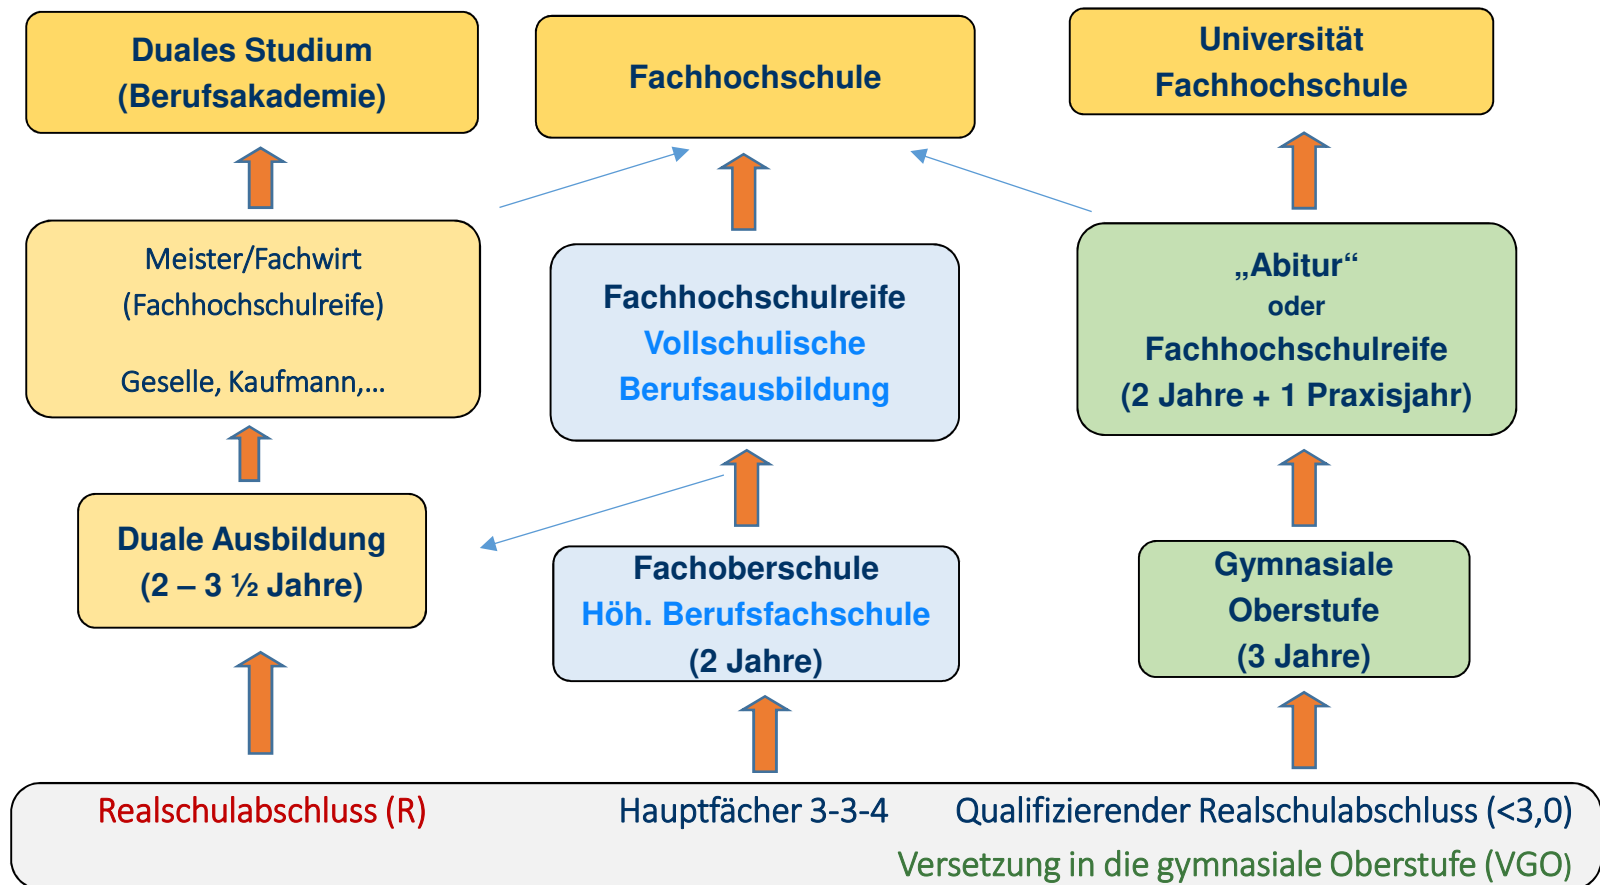 Duales Studium
(Berufsakademie)
Fachhochschule
Universität
Fachhochschule
Meister/Fachwirt
(Fachhochschulreife)
Geselle, Kaufmann,...
Fachhochschulreife
Vollschulische
Berufsausbildung
„Abitur“
oder
Fachhochschulreife
(2 Jahre + 1 Praxisjahr)
Duale Ausbildung
(2 – 3 ½ Jahre)
Fachoberschule
Höh. Berufsfachschule
(2 Jahre)
Gymnasiale
Oberstufe
(3 Jahre)
Realschulabschluss (R)
Hauptfächer 3-3-4
Qualifizierender Realschulabschluss (<3,0)
Versetzung in die gymnasiale Oberstufe (VGO)